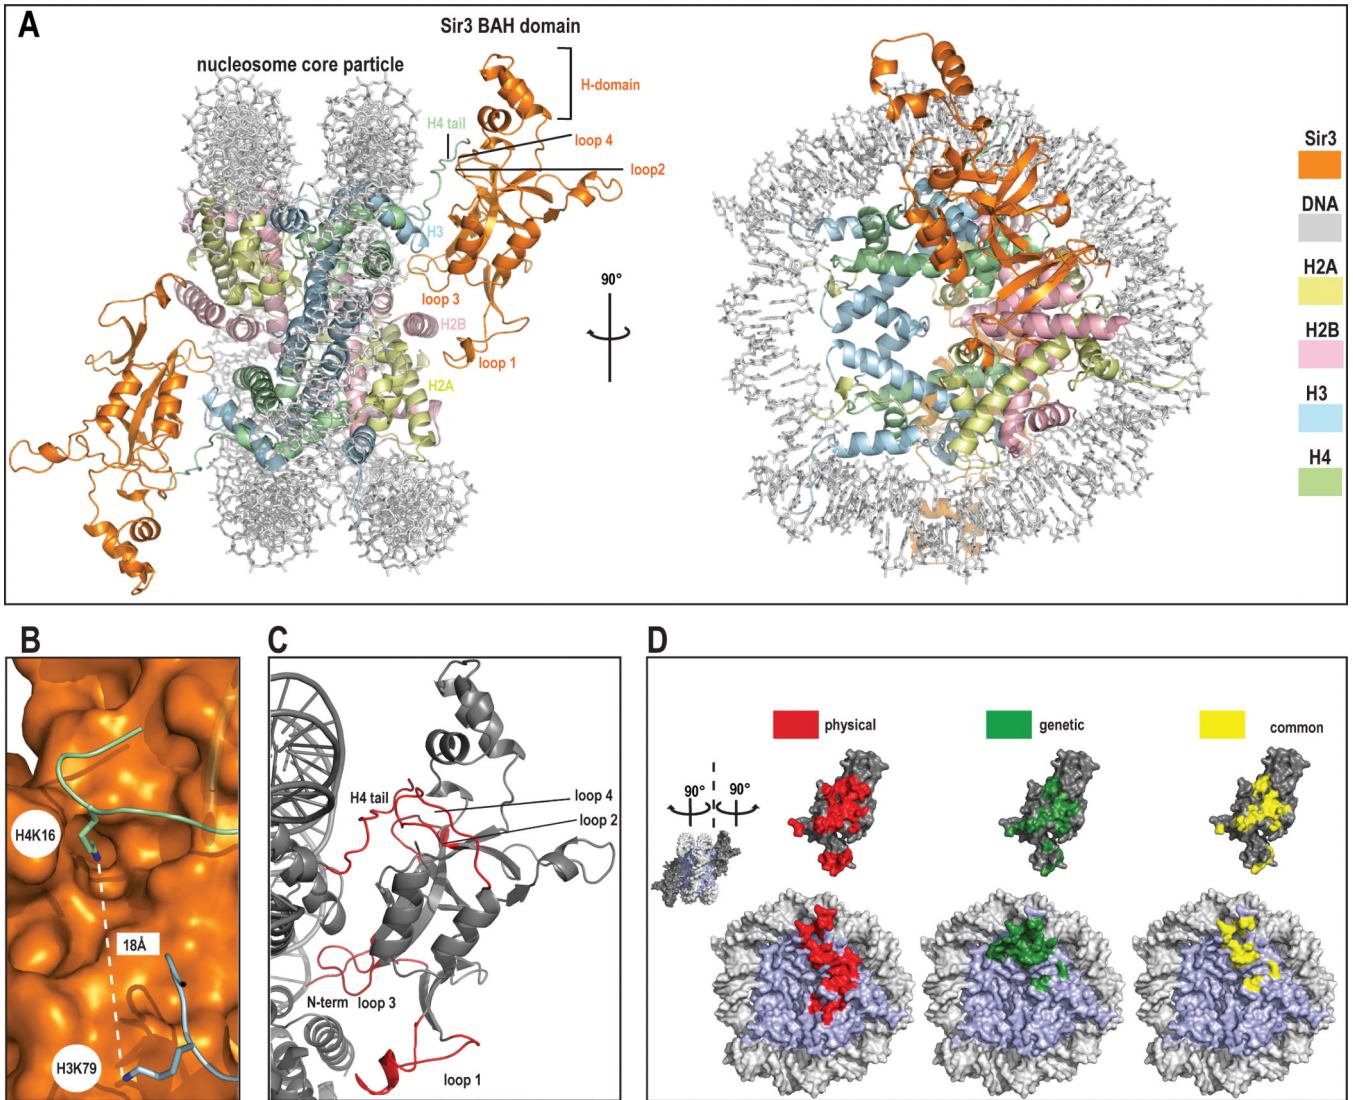 A
Sir3 BAH domain
nucleosome core particle
H-domain
H4 tail
loop 4
loop2
H3
loop 3
H2B
loop 1
H2A
90°
Sir3
DNA
H2A
H2B
H3
H4
B
H4K16
18Å
H3K79
C
H4 tail
loop 4
loop 2
N-term
loop 3
loop 1
D
physical
genetic
common
90°
90°